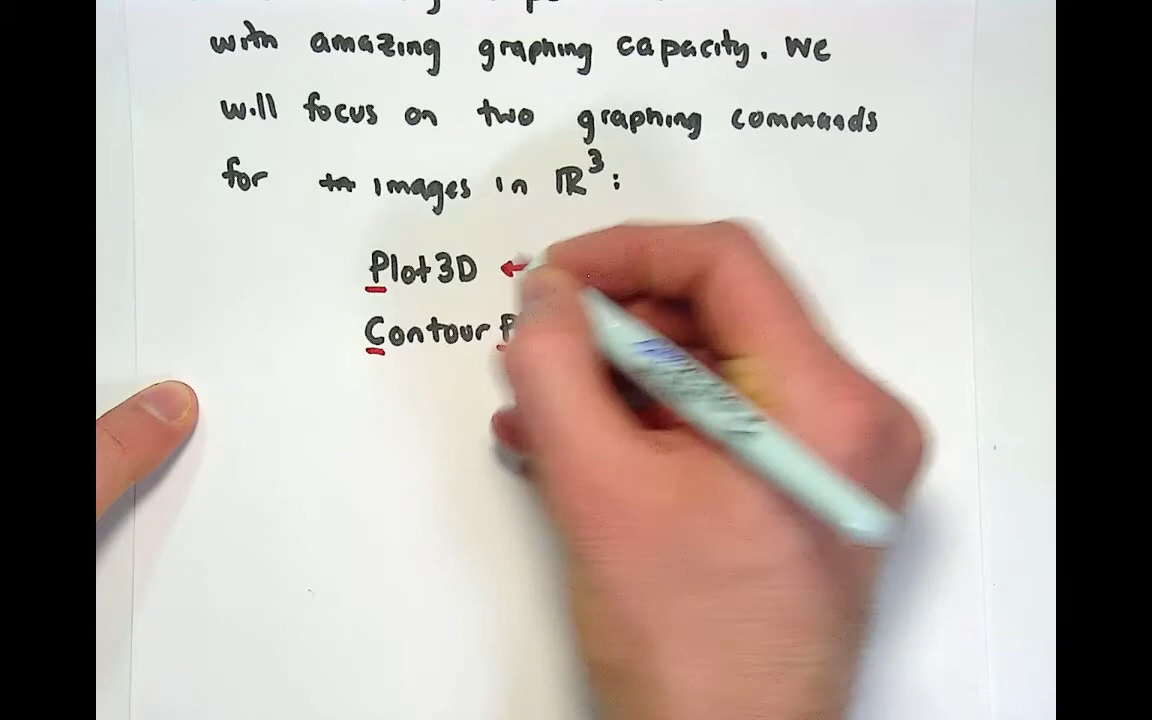 with amazing graphing capacity. We
will focus on two graphing commands
for images in ℝ³:
Plot3D ←
Contour P